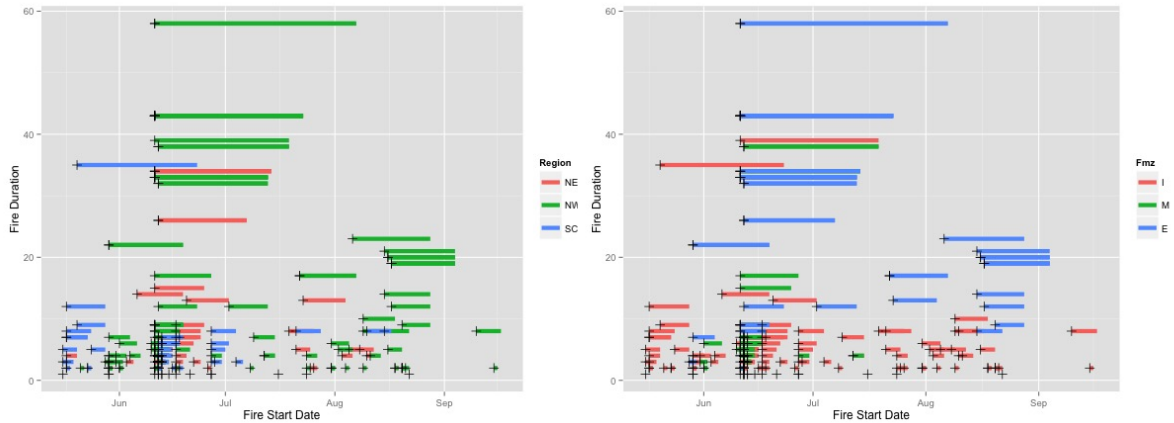 60
40
20
0
Fire Duration
Jun
Jul
Aug
Sep
Fire Start Date
Region
NE
NW
SC
60
40
20
0
Fire Duration
Jun
Jul
Aug
Sep
Fire Start Date
Fmz
I
M
E